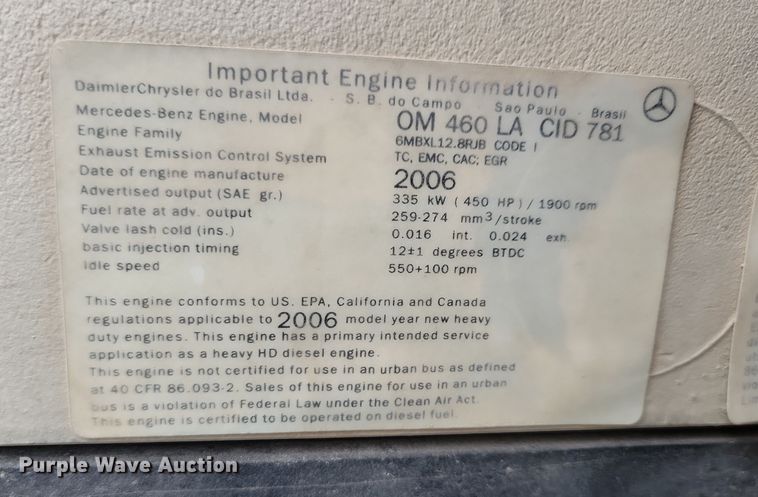 Important Engine Information
DaimlerChrysler do Brasil Ltda. - S. B. do Campo - Sao Paulo - Brasil
Mercedes-Benz Engine, Model OM 460 LA CID 781
Engine Family 6MBXL12.8RJB CODE I
Exhaust Emission Control System TC, EMC, CAC; EGR
Date of engine manufacture 2006
Advertised output (SAE gr.) 335 kW ( 450 HP ) / 1900 rpm
Fuel rate at adv. output 259-274 mm³/stroke
Valve lash cold (ins.) 0.016 int. 0.024 exh.
basic injection timing 12±1 degrees BTDC
Idle speed 550+100 rpm
This engine conforms to US. EPA, California and Canada
regulations applicable to 2006 model year new heavy
duty engines. This engine has a primary intended service
application as a heavy HD diesel engine.
This engine is not certified for use in an urban bus as defined
at 40 CFR 86.093-2. Sales of this engine for use in an urban
bus is a violation of Federal Law under the Clean Air Act.
This engine is certified to be operated on diesel fuel.
Purple Wave Auction